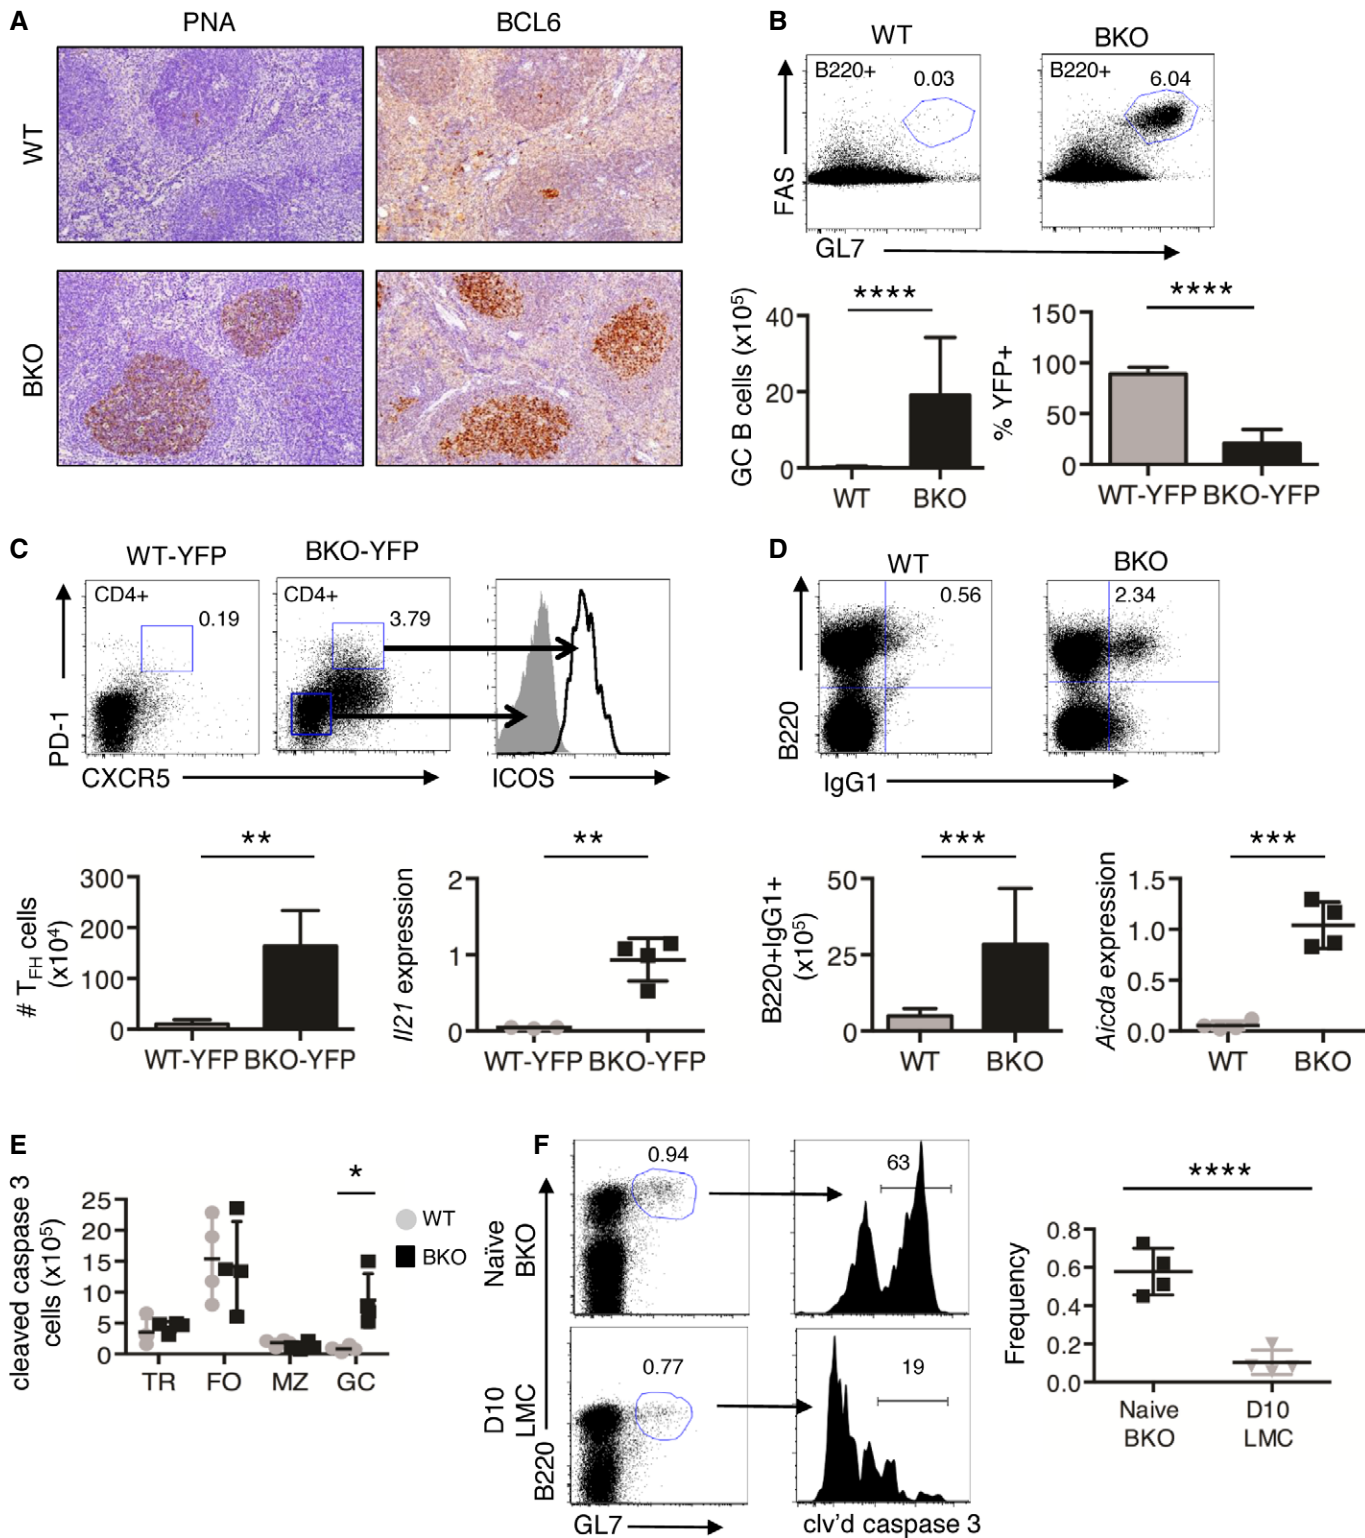 A
PNA
BCL6
WT
BKO
B
WT
BKO
B220+
0.03
6.04
FAS
GL7
****
GC B cells (x10⁵)
40
20
0
WT
BKO
****
% YFP+
150
100
50
0
WT-YFP
BKO-YFP
C
WT-YFP
BKO-YFP
CD4+
0.19
CD4+
3.79
PD-1
CXCR5
ICOS
**
# T_FH cells
(x10⁴)
300
200
100
0
WT-YFP
BKO-YFP
**
Il21 expression
2
1
0
WT-YFP
BKO-YFP
D
WT
BKO
0.56
2.34
B220
IgG1
***
B220+IgG1+
(x10⁵)
50
25
0
WT
BKO
***
Aicda expression
1.5
1.0
0.5
0.0
WT
BKO
E
cleaved caspase 3
cells (x10⁵)
25
20
15
10
5
0
TR
FO
MZ
GC
*
WT
BKO
F
Naïve
BKO
0.94
63
D10
LMC
0.77
19
B220
GL7
clv'd caspase 3
****
Frequency
0.8
0.6
0.4
0.2
0.0
Naive
BKO
D10
LMC